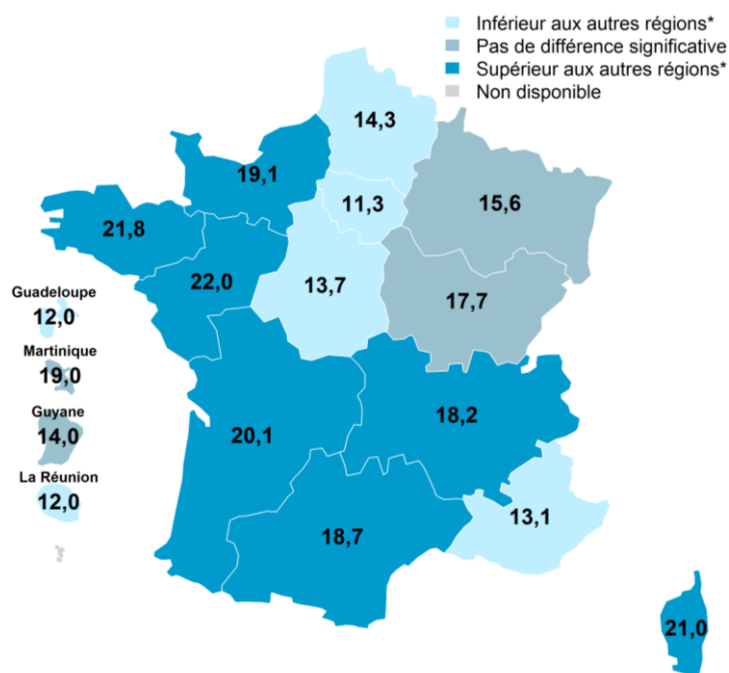 Inférieur aux autres régions*
Pas de différence significative
Supérieur aux autres régions*
Non disponible
14,3
19,1
11,3
15,6
21,8
22,0
13,7
17,7
Guadeloupe
12,0
Martinique
19,0
Guyane
14,0
La Réunion
12,0
20,1
18,2
18,7
13,1
21,0